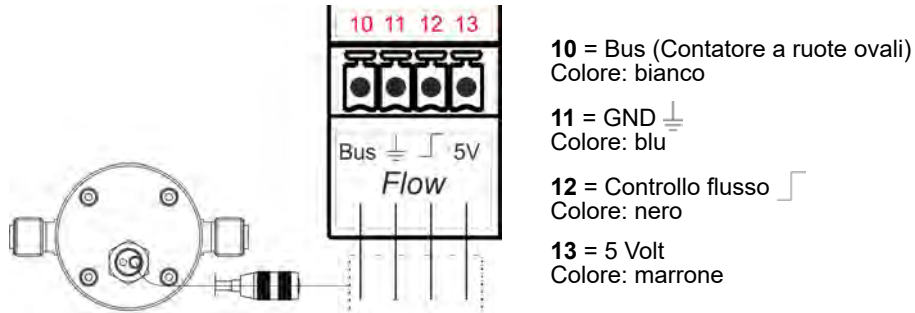 10 11 12 13
Bus 5V
Flow
10 = Bus (Contatore a ruote ovali)
Colore: bianco
11 = GND
Colore: blu
12 = Controllo flusso
Colore: nero
13 = 5 Volt
Colore: marrone